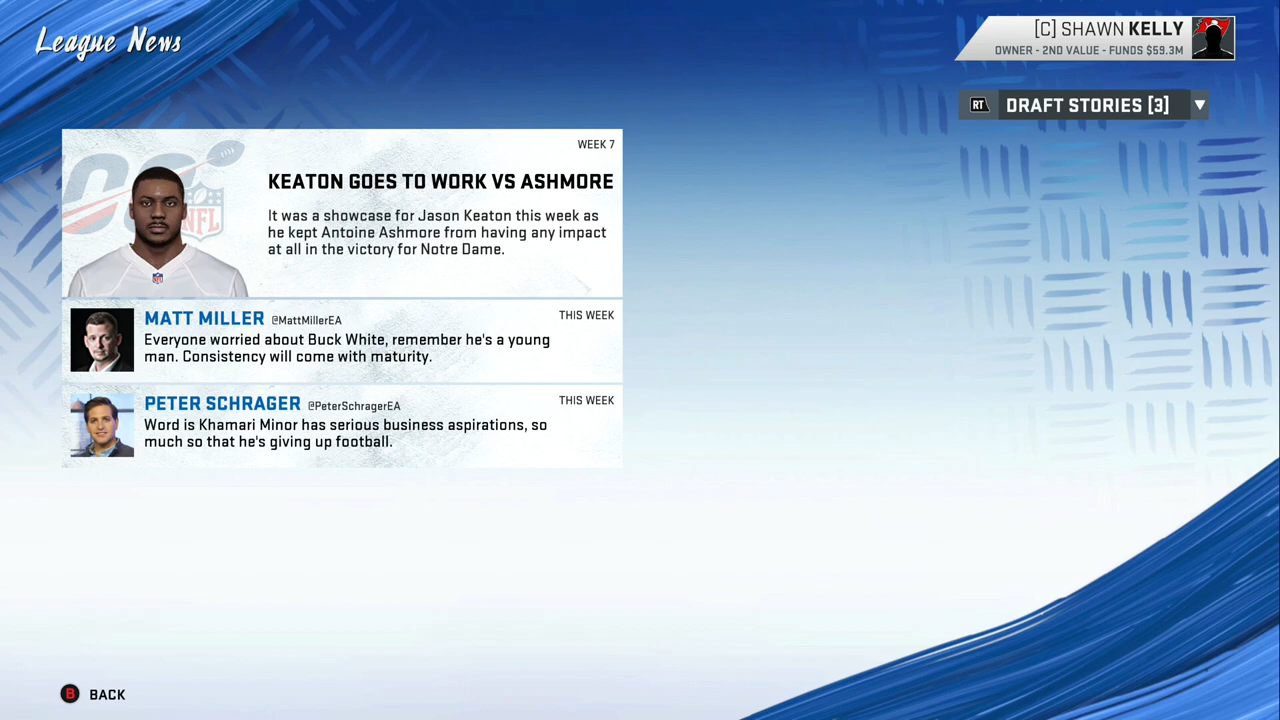 League News
[C] SHAWN KELLY
OWNER - 2ND VALUE - FUNDS $59.3M
RT
DRAFT STORIES [3]
WEEK 7
KEATON GOES TO WORK VS ASHMORE
It was a showcase for Jason Keaton this week as
he kept Antoine Ashmore from having any impact
at all in the victory for Notre Dame.
NFL
NFL
MATT MILLER @MattMillerEA
THIS WEEK
Everyone worried about Buck White, remember he's a young
man. Consistency will come with maturity.
PETER SCHRAGER @PeterSchragerEA
THIS WEEK
Word is Khamari Minor has serious business aspirations, so
much so that he's giving up football.
B BACK